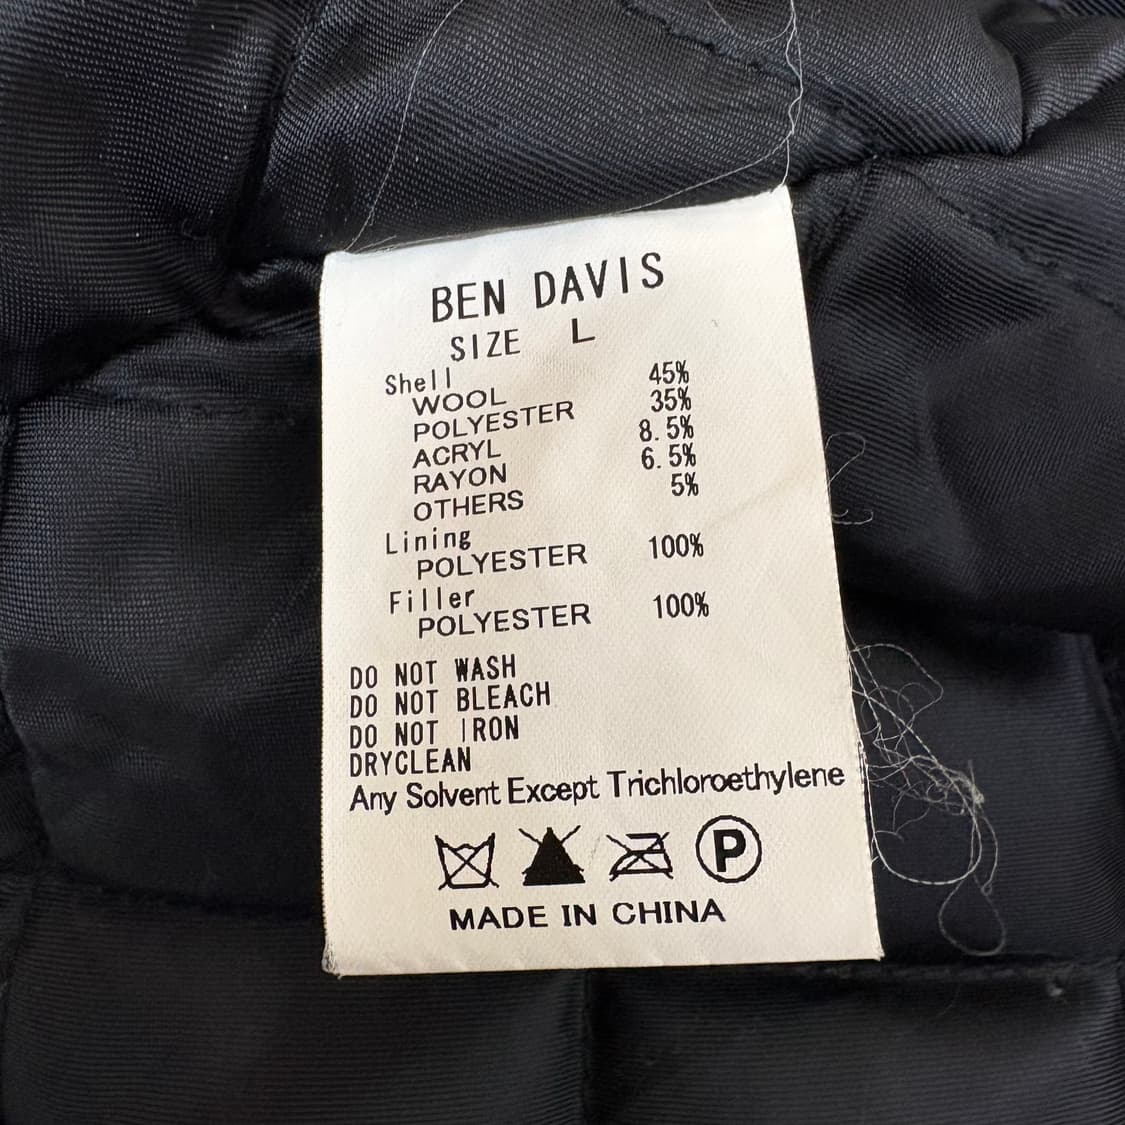 BEN DAVIS
SIZE L
Shell
WOOL 45%
POLYESTER 35%
ACRYL 8.5%
RAYON 6.5%
OTHERS 5%
Lining
POLYESTER 100%
Filler
POLYESTER 100%
DO NOT WASH
DO NOT BLEACH
DO NOT IRON
DRYCLEAN
Any Solvent Except Trichloroethylene
P
MADE IN CHINA